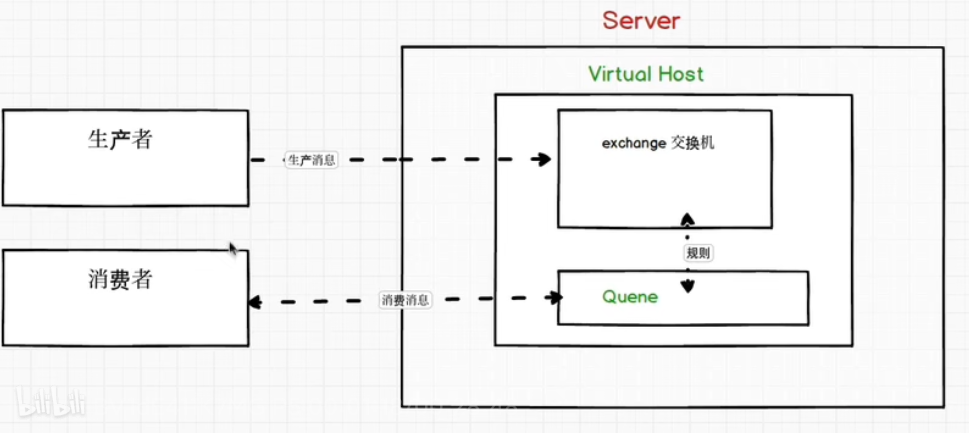 Server
Virtual Host
生产者
生产消息
exchange 交换机
规则
消费者
消费消息
Quene
bilibili